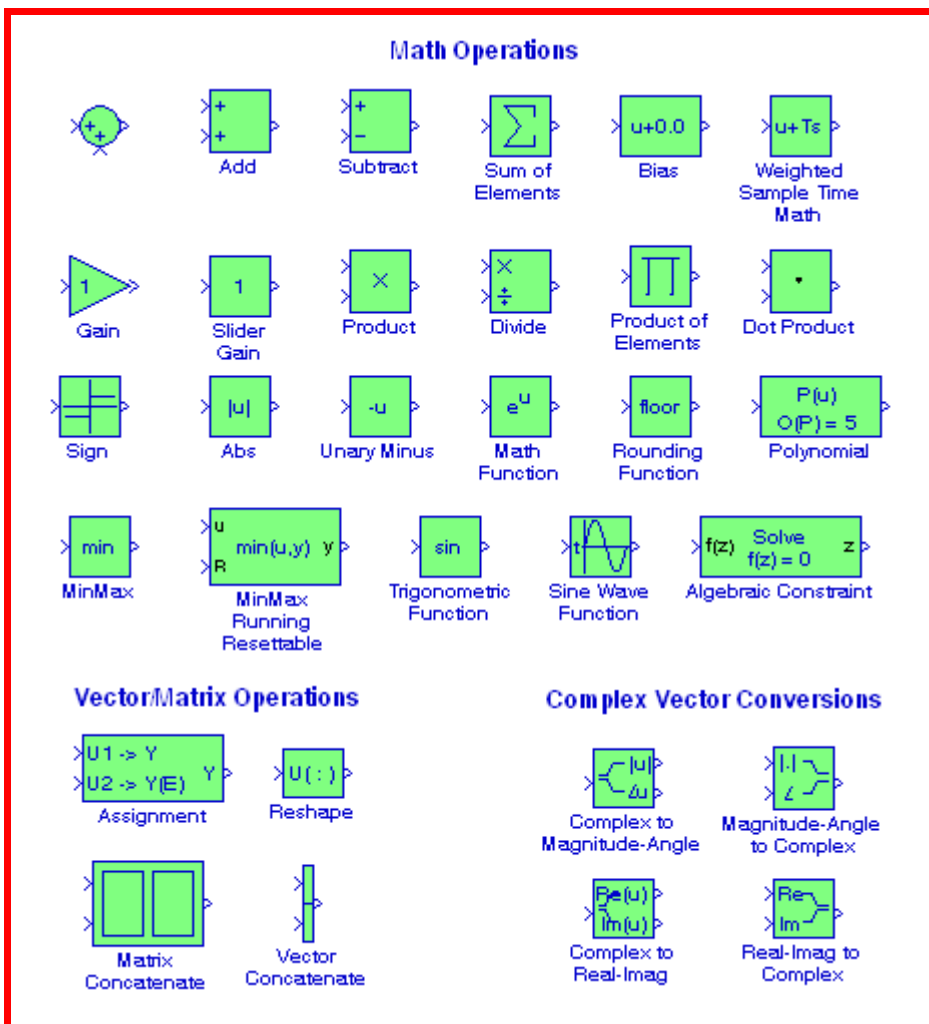 Math Operations
+
+
+
+
Add
+
−
Subtract
∑
Sum of
Elements
u+0.0
Bias
u+Ts
Weighted
Sample Time
Math
1
Gain
1
Slider
Gain
×
Product
×
÷
Divide
∏
Product of
Elements
·
Dot Product
Sign
|u|
Abs
-u
Unary Minus
e^u
Math
Function
floor
Rounding
Function
P(u)
O(P) = 5
Polynomial
min
MinMax
u
R
min(u,y)
y
MinMax
Running
Resettable
sin
Trigonometric
Function
t
Sine Wave
Function
f(z)
Solve
f(z) = 0
z
Algebraic Constraint
Vector/Matrix Operations
U1 -> Y
U2 -> Y(E)
Y
Assignment
U( : )
Reshape
Matrix
Concatenate
Vector
Concatenate
Complex Vector Conversions
|u|
∠u
Complex to
Magnitude-Angle
|.|
∠
Magnitude-Angle
to Complex
Re(u)
Im(u)
Complex to
Real-Imag
Re
Im
Real-Imag to
Complex